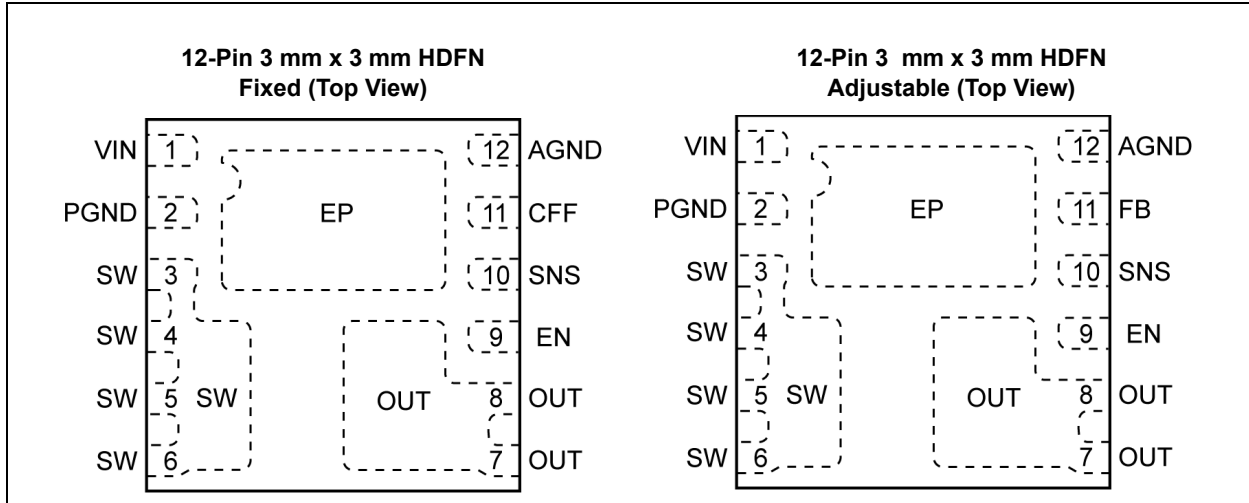 12-Pin 3 mm x 3 mm HDFN
Fixed (Top View)
VIN 1 12 AGND
PGND 2 EP 11 CFF
SW 3 10 SNS
SW 4 9 EN
SW 5 SW OUT 8 OUT
SW 6 7 OUT
12-Pin 3 mm x 3 mm HDFN
Adjustable (Top View)
VIN 1 12 AGND
PGND 2 EP 11 FB
SW 3 10 SNS
SW 4 9 EN
SW 5 SW OUT 8 OUT
SW 6 7 OUT